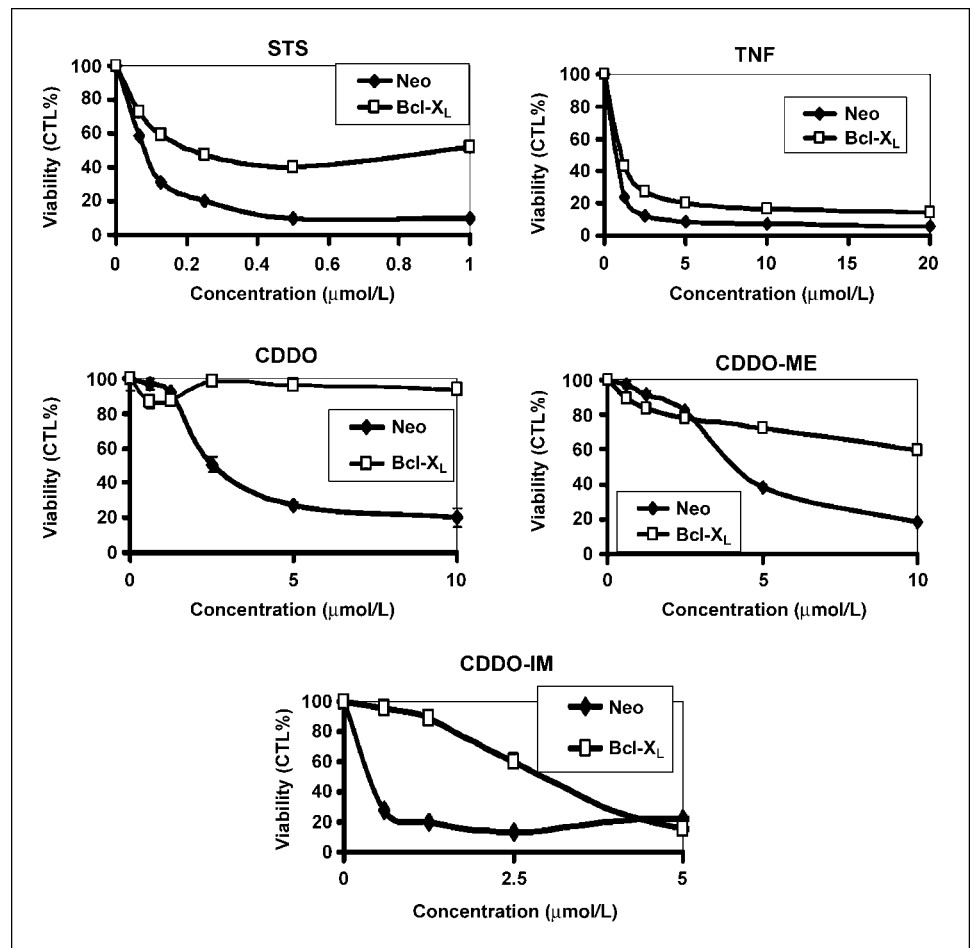 STS
Viability (CTL%)
100
80
60
40
20
0
0 0.2 0.4 0.6 0.8 1
Concentration (μmol/L)
Neo
Bcl-XL
TNF
Viability (CTL%)
100
80
60
40
20
0
0 5 10 15 20
Concentration (μmol/L)
Neo
Bcl-XL
CDDO
Viability (CTL%)
100
80
60
40
20
0
0 5 10
Concentration (μmol/L)
Neo
Bcl-XL
CDDO-ME
Viability (CTL%)
100
80
60
40
20
0
0 5 10
Concentration (μmol/L)
Neo
Bcl-XL
CDDO-IM
Viability (CTL%)
100
80
60
40
20
0
0 2.5 5
Concentration (μmol/L)
Neo
Bcl-XL